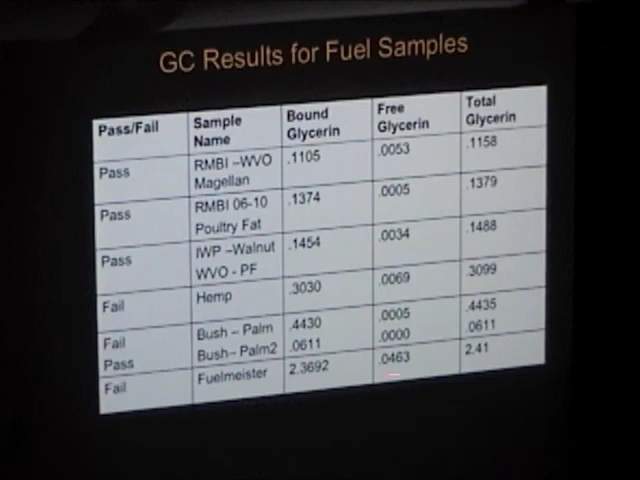 GC Results for Fuel Samples
Pass/Fail Sample Name Bound Glycerin Free Glycerin Total Glycerin
Pass RMBI –WVO Magellan .1105 .0053 .1158
Pass RMBI 06-10 Poultry Fat .1374 .0005 .1379
Pass IWP –Walnut WVO - PF .1454 .0034 .1488
Fail Hemp .3030 .0069 .3099
Fail Bush – Palm .4430 .0005 .4435
Pass Bush– Palm2 .0611 .0000 .0611
Fail Fuelmeister 2.3692 .0463 2.41